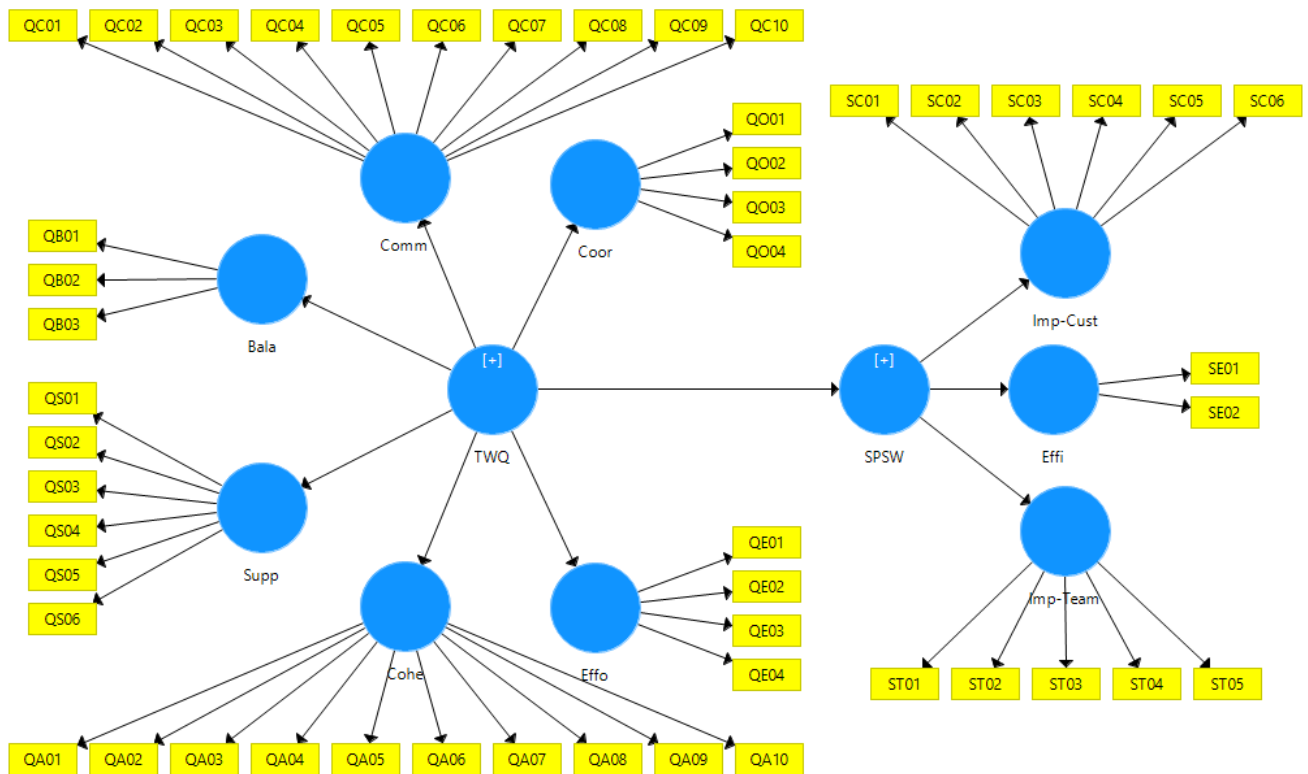 QC01 QC02 QC03 QC04 QC05 QC06 QC07 QC08 QC09 QC10
SC01 SC02 SC03 SC04 SC05 SC06
QO01
QO02
QO03
QO04
Comm
Coor
QB01
QB02
QB03
Bala
Imp-Cust
[+]
TWQ
[+]
SPSW
SE01
SE02
Effi
QS01
QS02
QS03
QS04
QS05
QS06
Supp
QE01
QE02
QE03
QE04
Cohe
Effo
Imp-Team
ST01 ST02 ST03 ST04 ST05
QA01 QA02 QA03 QA04 QA05 QA06 QA07 QA08 QA09 QA10